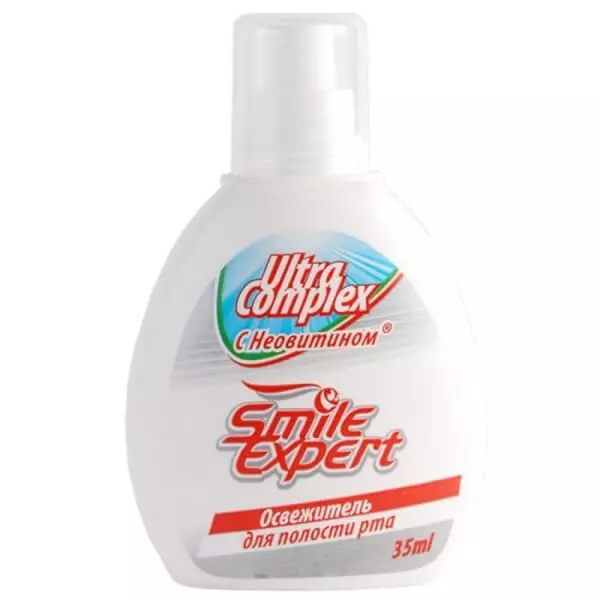 Ultra
Complex
С Неовитином®
Smile
Expert
Освежитель
для полости рта
35ml